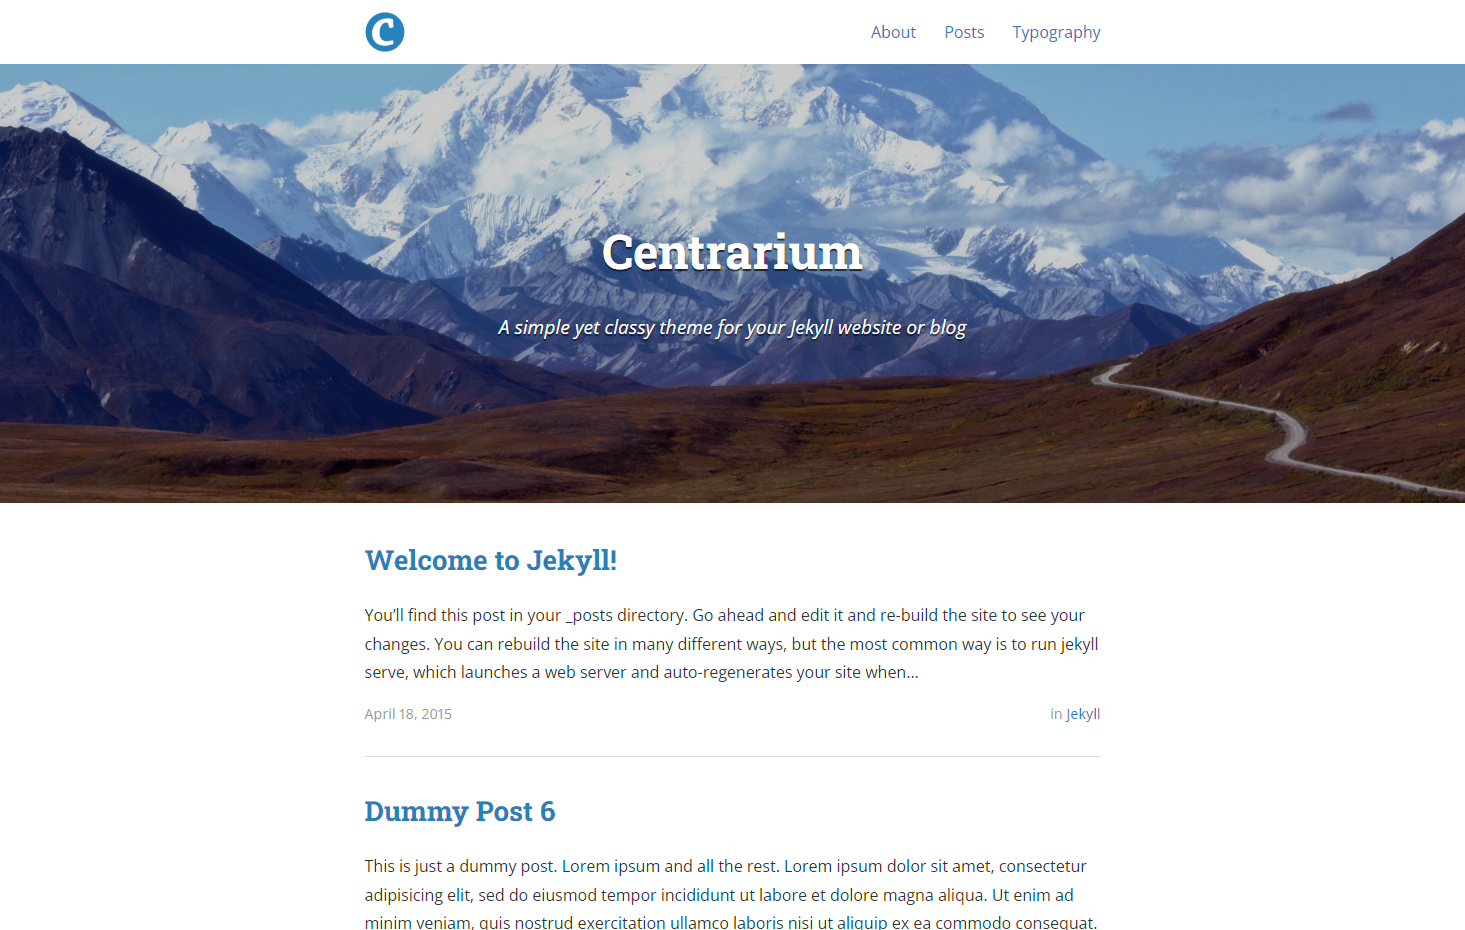 C
About Posts Typography
Centrarium
A simple yet classy theme for your Jekyll website or blog
Welcome to Jekyll!
You’ll find this post in your _posts directory. Go ahead and edit it and re-build the site to see your
changes. You can rebuild the site in many different ways, but the most common way is to run jekyll
serve, which launches a web server and auto-regenerates your site when...
April 18, 2015 in Jekyll
Dummy Post 6
This is just a dummy post. Lorem ipsum and all the rest. Lorem ipsum dolor sit amet, consectetur
adipisicing elit, sed do eiusmod tempor incididunt ut labore et dolore magna aliqua. Ut enim ad
minim veniam, quis nostrud exercitation ullamco laboris nisi ut aliquip ex ea commodo consequat.